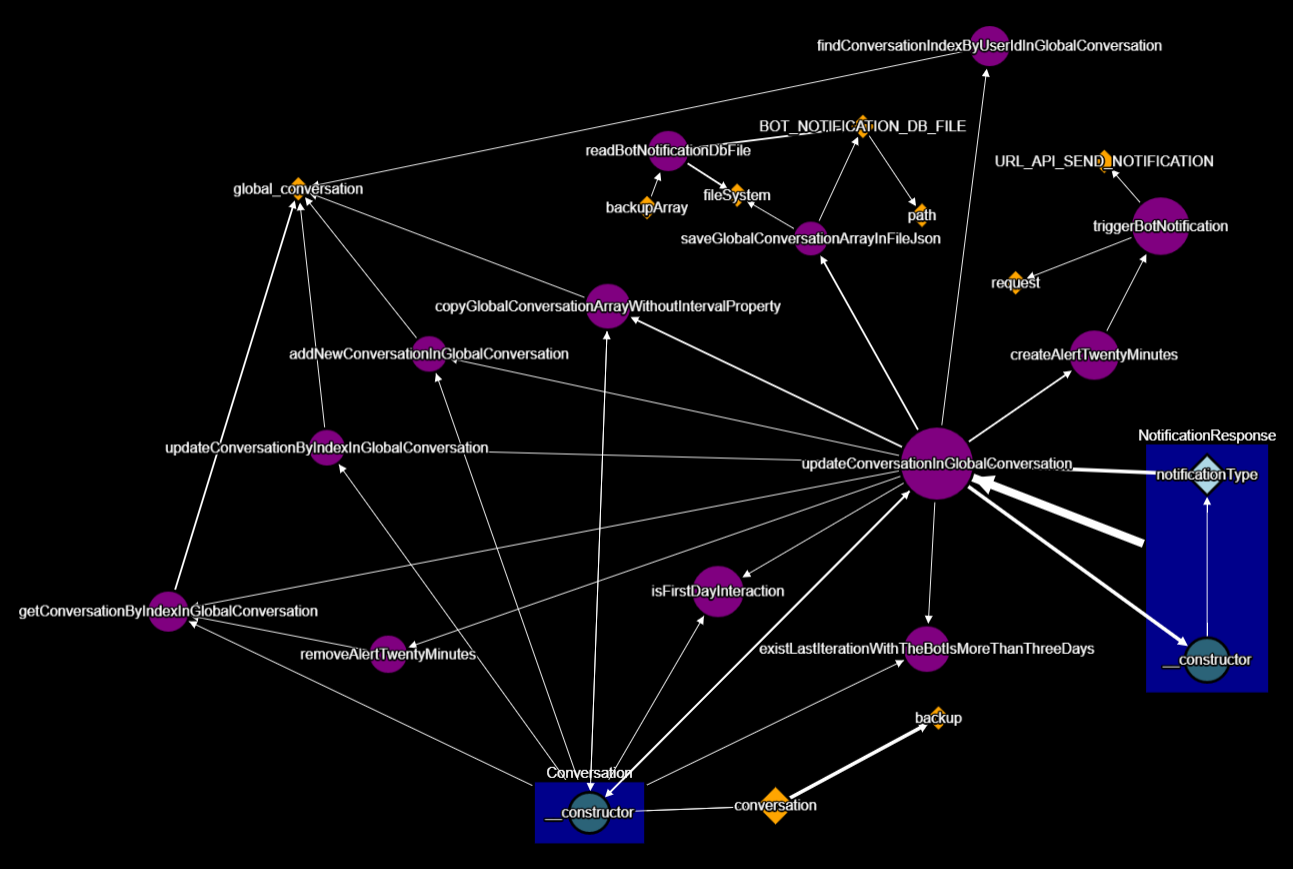 findConversationIndexByUserIdInGlobalConversation
BOT_NOTIFICATION_DB_FILE
readBotNotificationDbFile
URL_API_SEND_NOTIFICATION
global_conversation
fileSystem
backupArray
path
triggerBotNotification
saveGlobalConversationArrayInFileJson
request
copyGlobalConversationArrayWithoutIntervalProperty
addNewConversationInGlobalConversation
createAlertTwentyMinutes
NotificationResponse
updateConversationByIndexInGlobalConversation
updateConversationInGlobalConversation
notificationType
isFirstDayInteraction
getConversationByIndexInGlobalConversation
removeAlertTwentyMinutes
existLastIterationWithTheBotIsMoreThanThreeDays
__constructor
backup
Conversation
conversation
__constructor